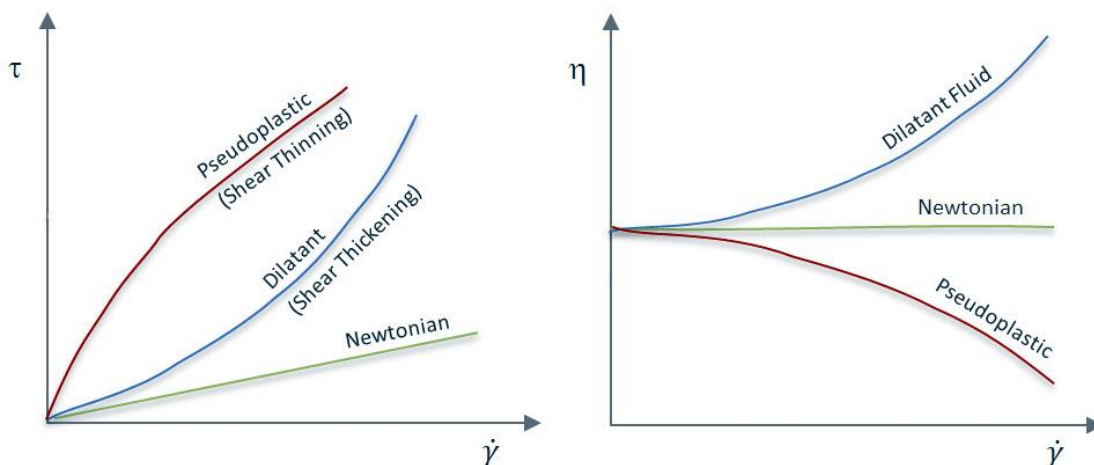 τ
Pseudoplastic
(Shear Thinning)
Dilatant
(Shear Thickening)
Newtonian
γ̇
η
Dilatant Fluid
Newtonian
Pseudoplastic
γ̇